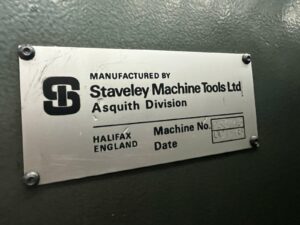 MANUFACTURED BY
Staveley Machine Tools Ltd
Asquith Division
HALIFAX
ENGLAND
Machine No.
Date